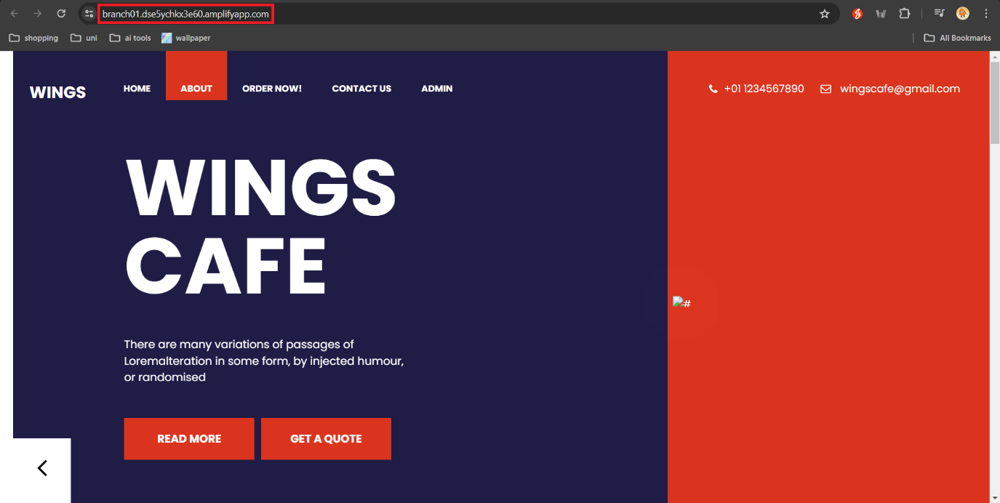 branch01.dse5ychkx3e60.amplifyapp.com
shopping uni ai tools wallpaper All Bookmarks
WINGS HOME ABOUT ORDER NOW! CONTACT US ADMIN +01 1234567890 wingscafe@gmail.com
WINGS
CAFE
#
There are many variations of passages of
Loremalteration in some form, by injected humour,
or randomised
READ MORE GET A QUOTE